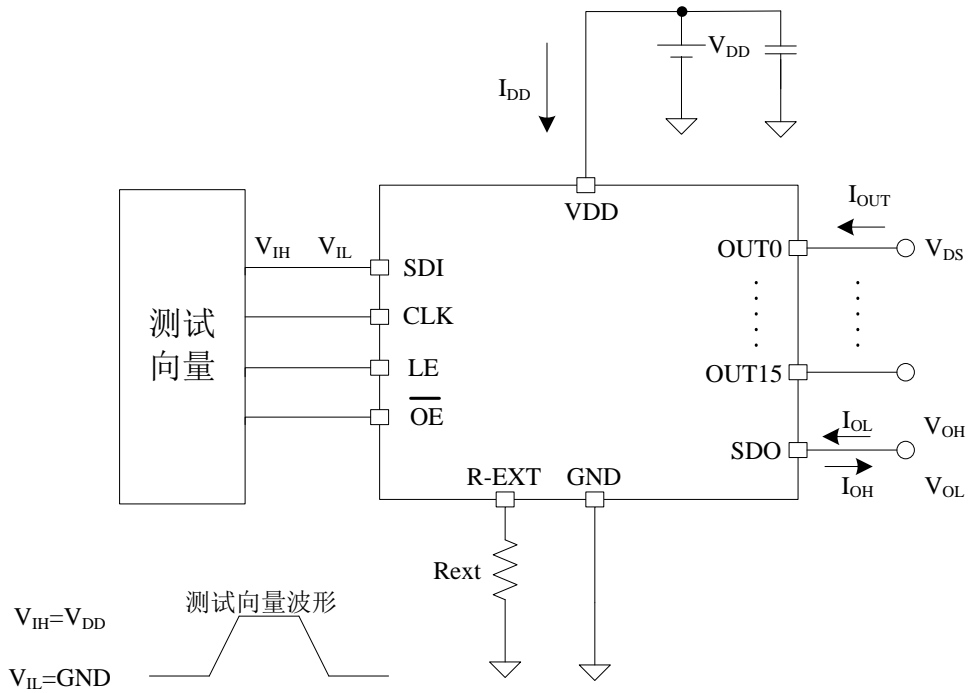 V_DD
I_DD
VDD
I_OUT
V_IH V_IL
SDI
OUT0
V_DS
测试
向量
CLK
LE
OUT15
OE
I_OL
V_OH
SDO
I_OH
V_OL
R-EXT GND
Rext
测试向量波形
V_IH=V_DD
V_IL=GND